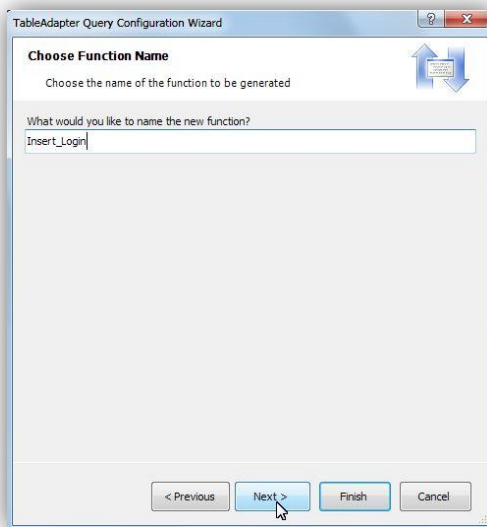 TableAdapter Query Configuration Wizard
Choose Function Name
Choose the name of the function to be generated
What would you like to name the new function?
Insert_Login
< Previous Next > Finish Cancel